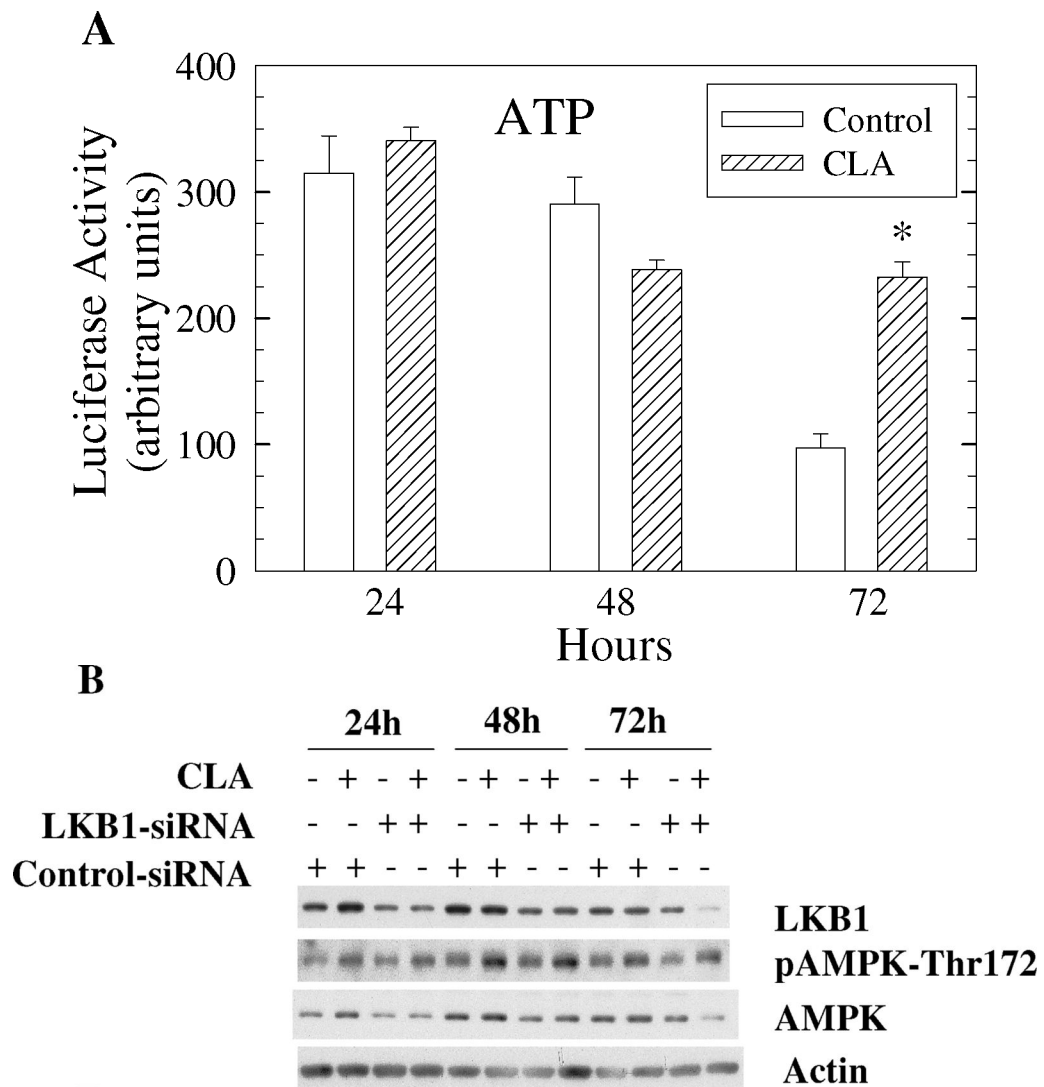 A
400
300
200
100
0
Luciferase Activity
(arbitrary units)
ATP
Control
CLA
*
24 48 72
Hours
B
24h 48h 72h
CLA - + - + - + - + - + - +
LKB1-siRNA - - + + - - + + - - + +
Control-siRNA + + - - + + - - + + - -
LKB1
pAMPK-Thr172
AMPK
Actin